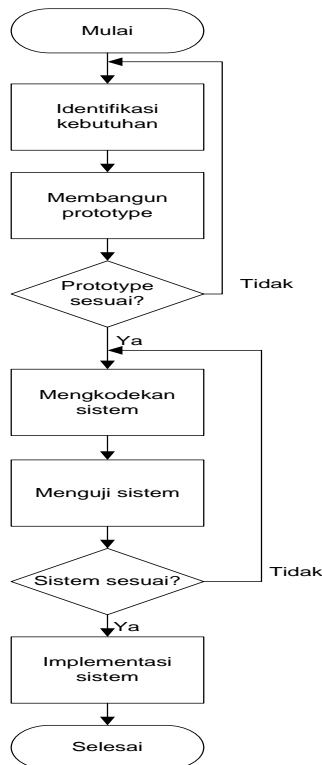 Mulai
Identifikasi
kebutuhan
Membangun
prototype
Prototype
sesuai?
Tidak
Ya
Mengkodekan
sistem
Menguji sistem
Sistem sesuai?
Tidak
Ya
Implementasi
sistem
Selesai